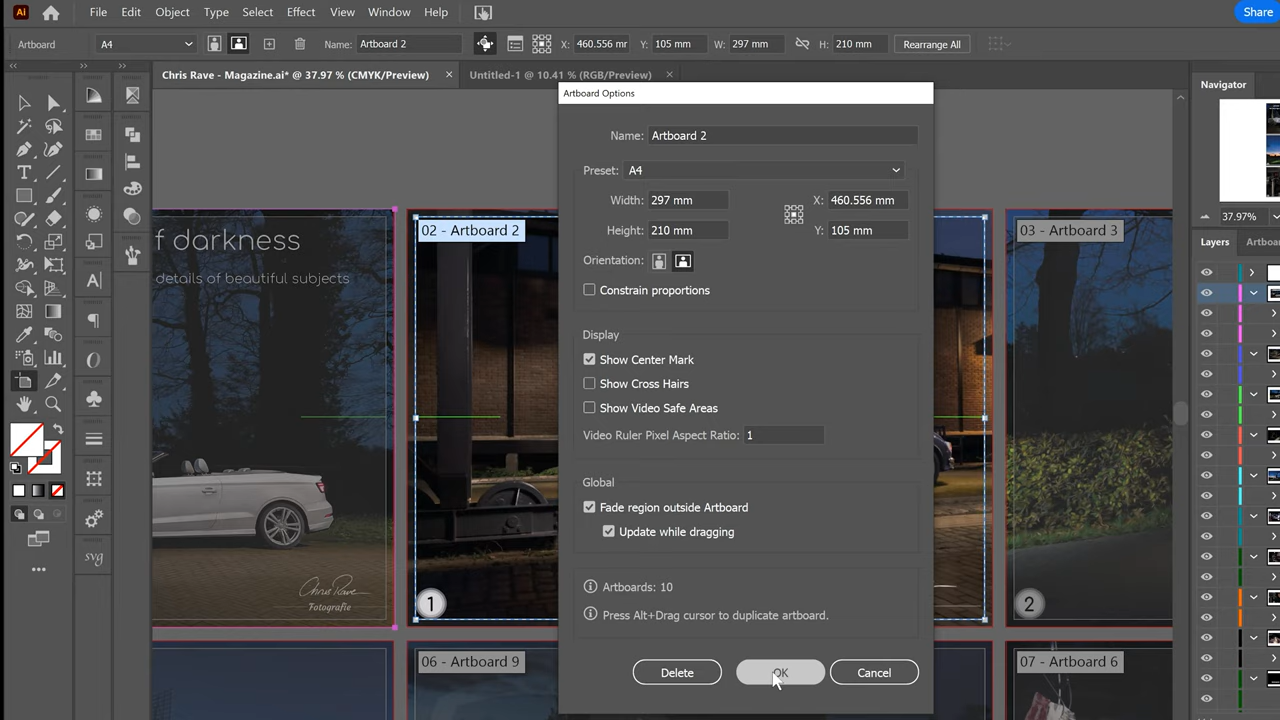 Ai File Edit Object Type Select Effect View Window Help Share
Artboard A4 Name: Artboard 2 X: 460.556 mr Y: 105 mm W: 297 mm H: 210 mm Rearrange All
Chris Rave - Magazine.ai* @ 37.97 % (CMYK/Preview) × Untitled-1 @ 10.41 % (RGB/Preview) ×
Navigator
37.97%
Layers Artboar
f darkness
details of beautiful subjects
Chris Rave
Fotografie
02 - Artboard 2
1
03 - Artboard 3
2
06 - Artboard 9
07 - Artboard 6
svg
Artboard Options
Name: Artboard 2
Preset: A4
Width: 297 mm X: 460.556 mm
Height: 210 mm Y: 105 mm
Orientation:
Constrain proportions
Display
Show Center Mark
Show Cross Hairs
Show Video Safe Areas
Video Ruler Pixel Aspect Ratio: 1
Global
Fade region outside Artboard
Update while dragging
Artboards: 10
Press Alt+Drag cursor to duplicate artboard.
Delete OK Cancel